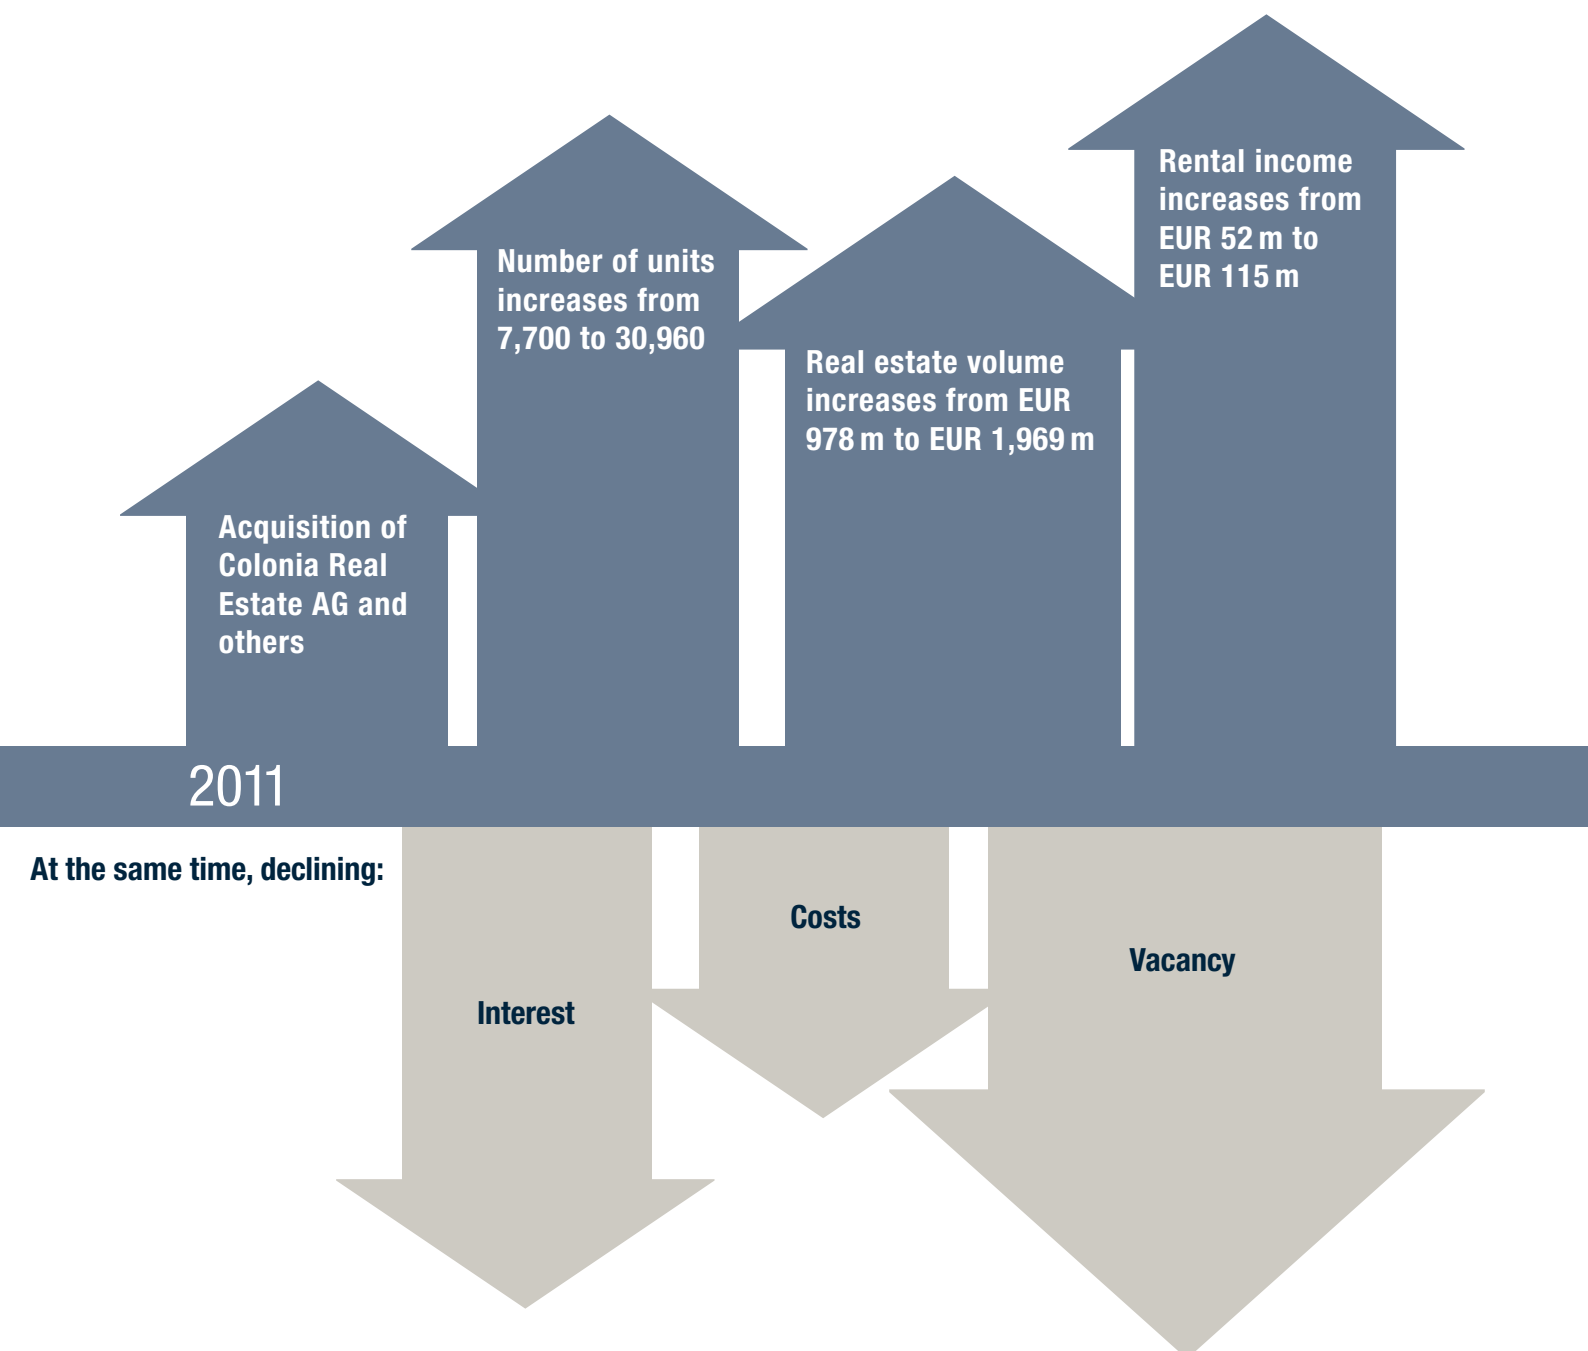 Rental income
increases from
EUR 52 m to
EUR 115 m
Number of units
increases from
7,700 to 30,960
Real estate volume
increases from EUR
978 m to EUR 1,969 m
Acquisition of
Colonia Real
Estate AG and
others
2011
At the same time, declining:
Costs
Vacancy
Interest